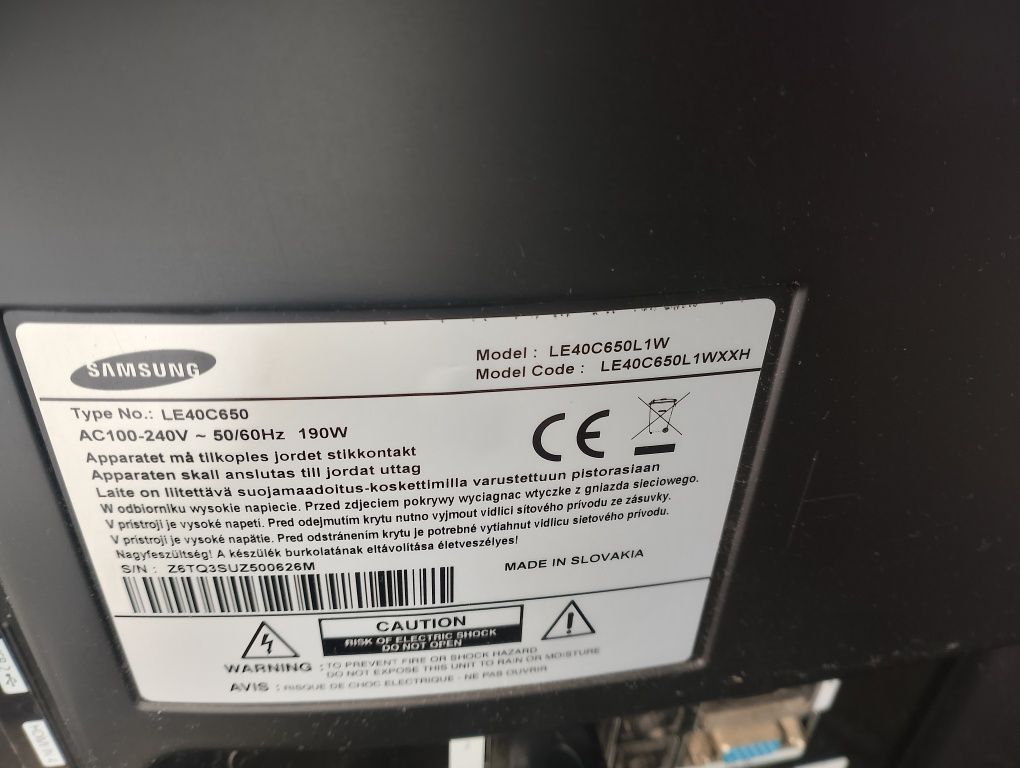 SAMSUNG
Model : LE40C650L1W
Model Code : LE40C650L1WXXH
Type No.: LE40C650
AC100-240V ~ 50/60Hz 190W
Apparatet må tilkoples jordet stikkontakt
Apparaten skall anslutas till jordat uttag
Laite on liitettävä suojamaadoitus-koskettimilla varustettuun pistorasiaan
W odbiorniku wysokie napiecie. Przed zdjeciem pokrywy wyciagnac wtyczke z gniazda sieciowego.
V prístroji je vysoké napetí. Pred odejmutím krytu nutno vyjmout vidlici sítového prívodu ze zásuvky.
V prístroji je vysoké napätie. Pred odstránením krytu je potrebné vytiahnut vidlicu sietového prívodu.
Nagyfeszültség! A készülék burkolatának eltávolítása életveszélyes!
S/N : Z6TQ3SUZ500626M
MADE IN SLOVAKIA
CE
CAUTION
RISK OF ELECTRIC SHOCK
DO NOT OPEN
WARNING : TO PREVENT FIRE OR SHOCK HAZARD
DO NOT EXPOSE THIS UNIT TO RAIN OR MOISTURE
AVIS : RISQUE DE CHOC ELECTRIQUE - NE PAS OUVRIR